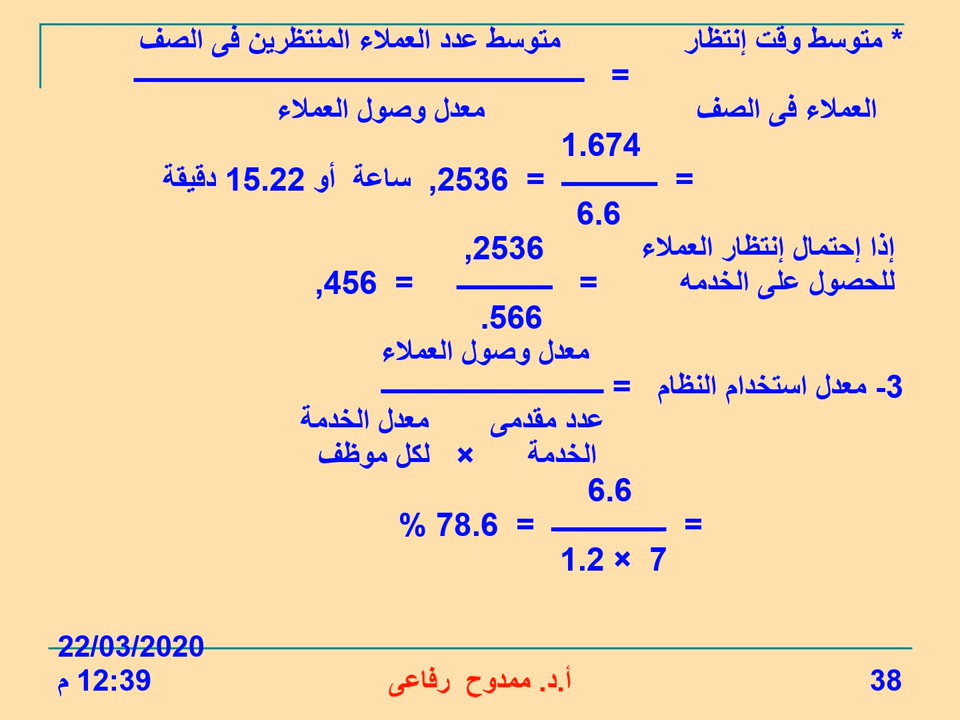 * متوسط وقت إنتظار متوسط عدد العملاء المنتظرين فى الصف
=
العملاء فى الصف معدل وصول العملاء
1.674
= = 2536, ساعة أو 15.22 دقيقة
6.6
إذا إحتمال إنتظار العملاء 2536,
للحصول على الخدمه = = 456,
566.
معدل وصول العملاء
3- معدل استخدام النظام =
عدد مقدمى معدل الخدمة
الخدمة × لكل موظف
6.6
= = 78.6 %
7 × 1.2
22/03/2020
12:39 م
أ.د. ممدوح رفاعى
38